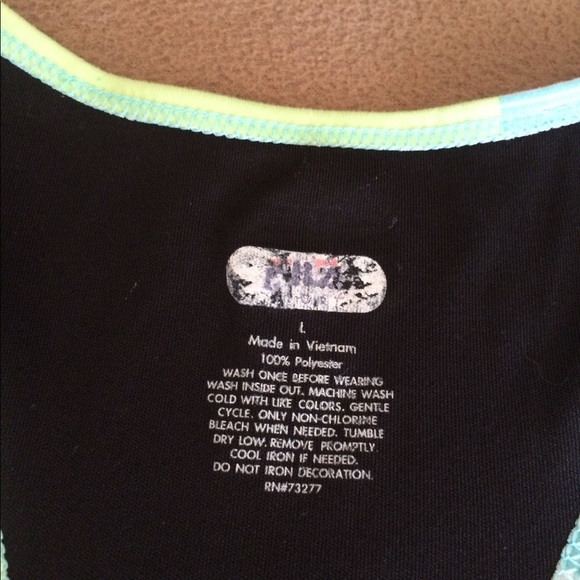 L
Made in Vietnam
100% Polyester
WASH ONCE BEFORE WEARING
WASH INSIDE OUT. MACHINE WASH
COLD WITH LIKE COLORS. GENTLE
CYCLE. ONLY NON-CHLORINE
BLEACH WHEN NEEDED. TUMBLE
DRY LOW. REMOVE PROMPTLY.
COOL IRON IF NEEDED.
DO NOT IRON DECORATION.
RN#73277